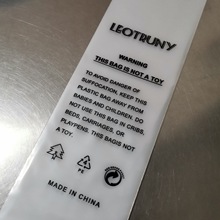 LEOTRUNY
WARNING
THIS BAG IS NOT A TOY
TO AVOID DANGER OF
SUFFOCATION, KEEP THIS
PLASTIC BAG AWAY FROM
BABIES AND CHILDREN. DO
NOT USE THIS BAG IN CRIBS,
BEDS, CARRIAGES, OR
PLAYPENS. THIS BAGIS NOT
A TOY.
PE
MADE IN CHINA